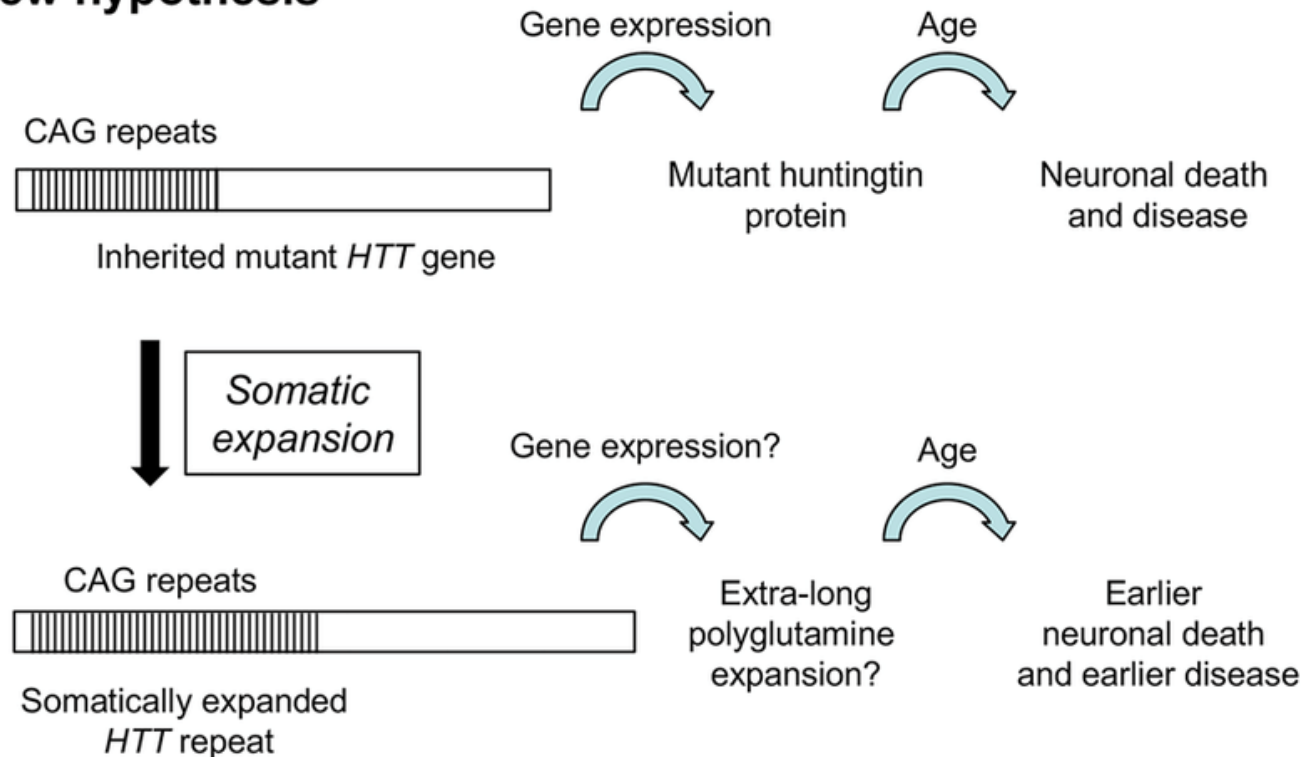 hypothesis
Gene expression
Age
CAG repeats
Mutant huntingtin
protein
Neuronal death
and disease
Inherited mutant HTT gene
Somatic
expansion
Gene expression?
Age
CAG repeats
Extra-long
polyglutamine
expansion?
Earlier
neuronal death
and earlier disease
Somatically expanded
HTT repeat